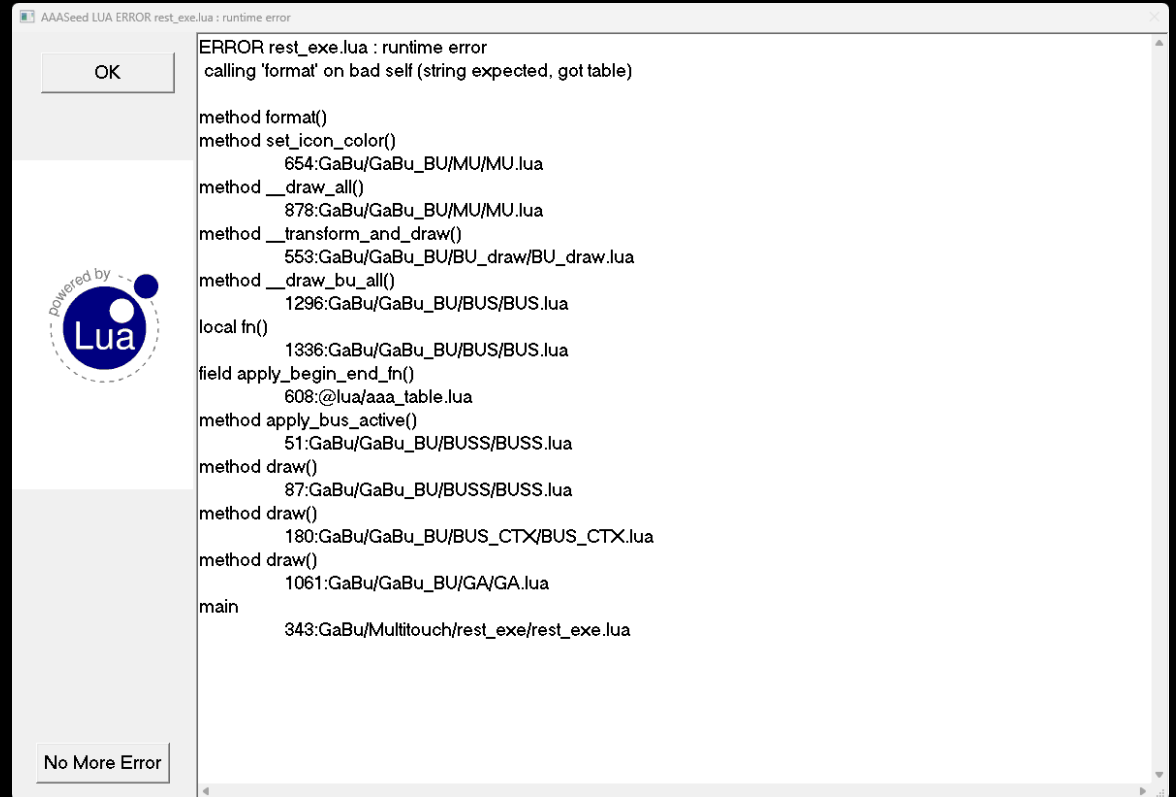 AAASeed LUA ERROR rest_exe.lua : runtime error
OK
ERROR rest_exe.lua : runtime error
calling 'format' on bad self (string expected, got table)
method format()
method set_icon_color()
654:GaBu/GaBu_BU/MU/MU.lua
method __draw_all()
878:GaBu/GaBu_BU/MU/MU.lua
method __transform_and_draw()
553:GaBu/GaBu_BU/BU_draw/BU_draw.lua
method __draw_bu_all()
1296:GaBu/GaBu_BU/BUS/BUS.lua
local fn()
1336:GaBu/GaBu_BU/BUS/BUS.lua
field apply_begin_end_fn()
608:@lua/aaa_table.lua
method apply_bus_active()
51:GaBu/GaBu_BU/BUSS/BUSS.lua
method draw()
87:GaBu/GaBu_BU/BUSS/BUSS.lua
method draw()
180:GaBu/GaBu_BU/BUS_CTX/BUS_CTX.lua
method draw()
1061:GaBu/GaBu_BU/GA/GA.lua
main
343:GaBu/Multitouch/rest_exe/rest_exe.lua
powered by
Lua
No More Error